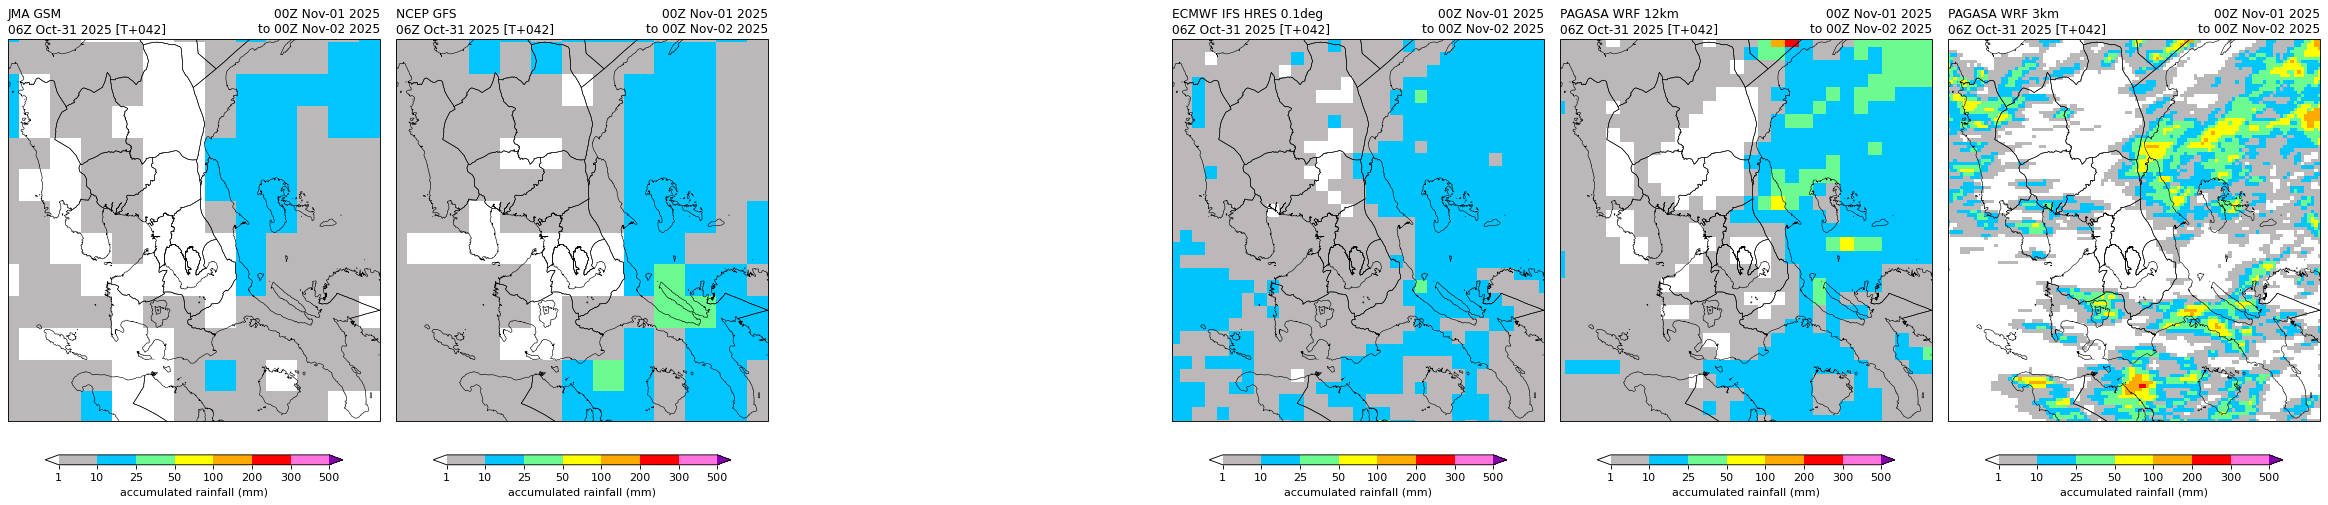 JMA GSM 00Z Nov-01 2025
06Z Oct-31 2025 [T+042] to 00Z Nov-02 2025
1 10 25 50 100 200 300 500
accumulated rainfall (mm)
NCEP GFS 00Z Nov-01 2025
06Z Oct-31 2025 [T+042] to 00Z Nov-02 2025
1 10 25 50 100 200 300 500
accumulated rainfall (mm)
ECMWF IFS HRES 0.1deg 00Z Nov-01 2025
06Z Oct-31 2025 [T+042] to 00Z Nov-02 2025
1 10 25 50 100 200 300 500
accumulated rainfall (mm)
PAGASA WRF 12km 00Z Nov-01 2025
06Z Oct-31 2025 [T+042] to 00Z Nov-02 2025
1 10 25 50 100 200 300 500
accumulated rainfall (mm)
PAGASA WRF 3km 00Z Nov-01 2025
06Z Oct-31 2025 [T+042] to 00Z Nov-02 2025
1 10 25 50 100 200 300 500
accumulated rainfall (mm)